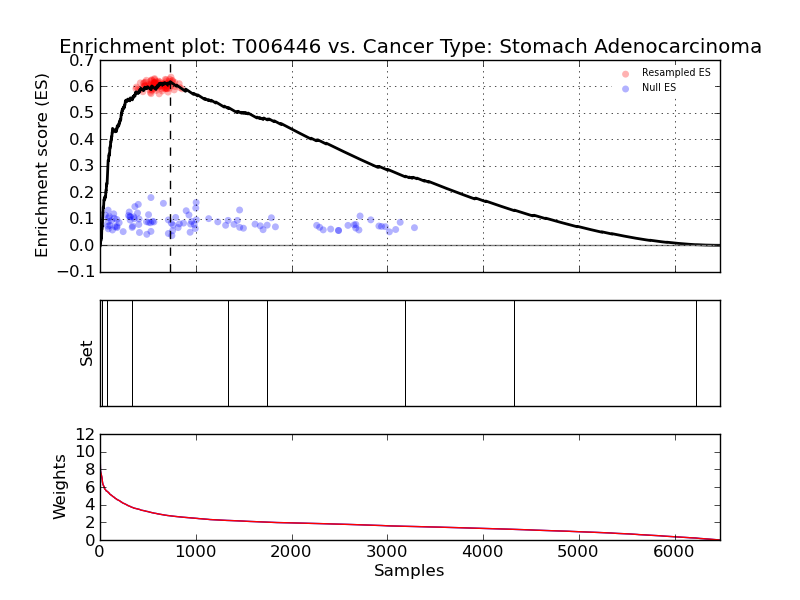 Enrichment plot: T006446 vs. Cancer Type: Stomach Adenocarcinoma
0.7
0.6
0.5
0.4
0.3
0.2
0.1
0.0
−0.1
Enrichment score (ES)
Resampled ES
Null ES
Set
12
10
8
6
4
2
0
Weights
0 1000 2000 3000 4000 5000 6000
Samples